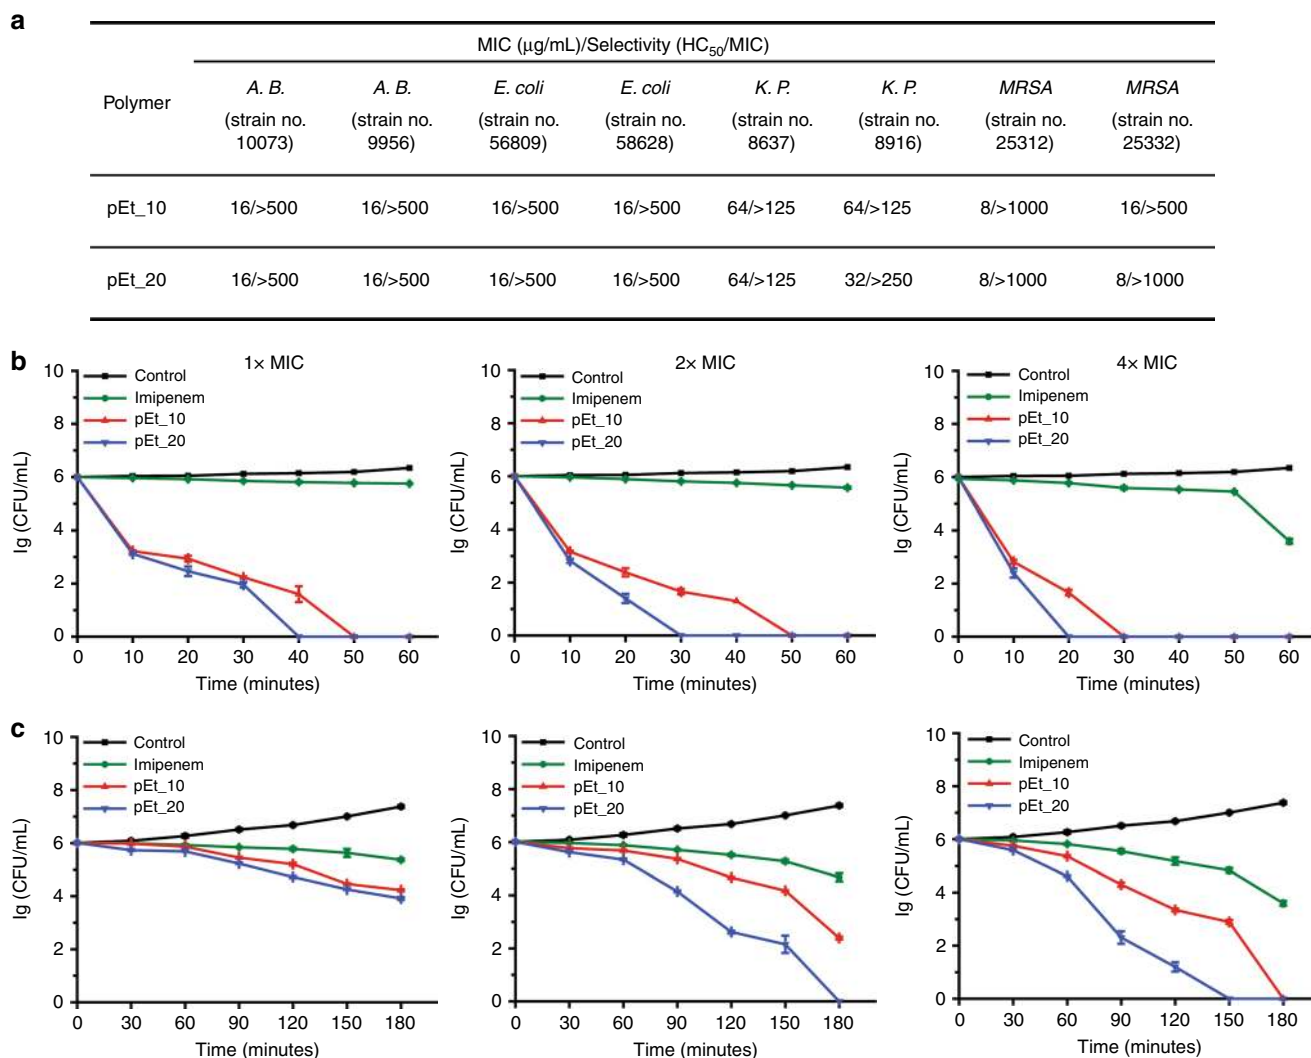 a
MIC (μg/mL)/Selectivity (HC50/MIC)
Polymer
A. B. (strain no. 10073)
A. B. (strain no. 9956)
E. coli (strain no. 56809)
E. coli (strain no. 58628)
K. P. (strain no. 8637)
K. P. (strain no. 8916)
MRSA (strain no. 25312)
MRSA (strain no. 25332)
pEt_10 16/>500 16/>500 16/>500 16/>500 64/>125 64/>125 8/>1000 16/>500
pEt_20 16/>500 16/>500 16/>500 16/>500 64/>125 32/>250 8/>1000 8/>1000
b
1× MIC
Control
Imipenem
pEt_10
pEt_20
lg (CFU/mL)
10
8
6
4
2
0
0 10 20 30 40 50 60
Time (minutes)
2× MIC
Control
Imipenem
pEt_10
pEt_20
lg (CFU/mL)
10
8
6
4
2
0
0 10 20 30 40 50 60
Time (minutes)
4× MIC
Control
Imipenem
pEt_10
pEt_20
lg (CFU/mL)
10
8
6
4
2
0
0 10 20 30 40 50 60
Time (minutes)
c
Control
Imipenem
pEt_10
pEt_20
lg (CFU/mL)
10
8
6
4
2
0
0 30 60 90 120 150 180
Time (minutes)
Control
Imipenem
pEt_10
pEt_20
lg (CFU/mL)
10
8
6
4
2
0
0 30 60 90 120 150 180
Time (minutes)
Control
Imipenem
pEt_10
pEt_20
lg (CFU/mL)
10
8
6
4
2
0
0 30 60 90 120 150 180
Time (minutes)